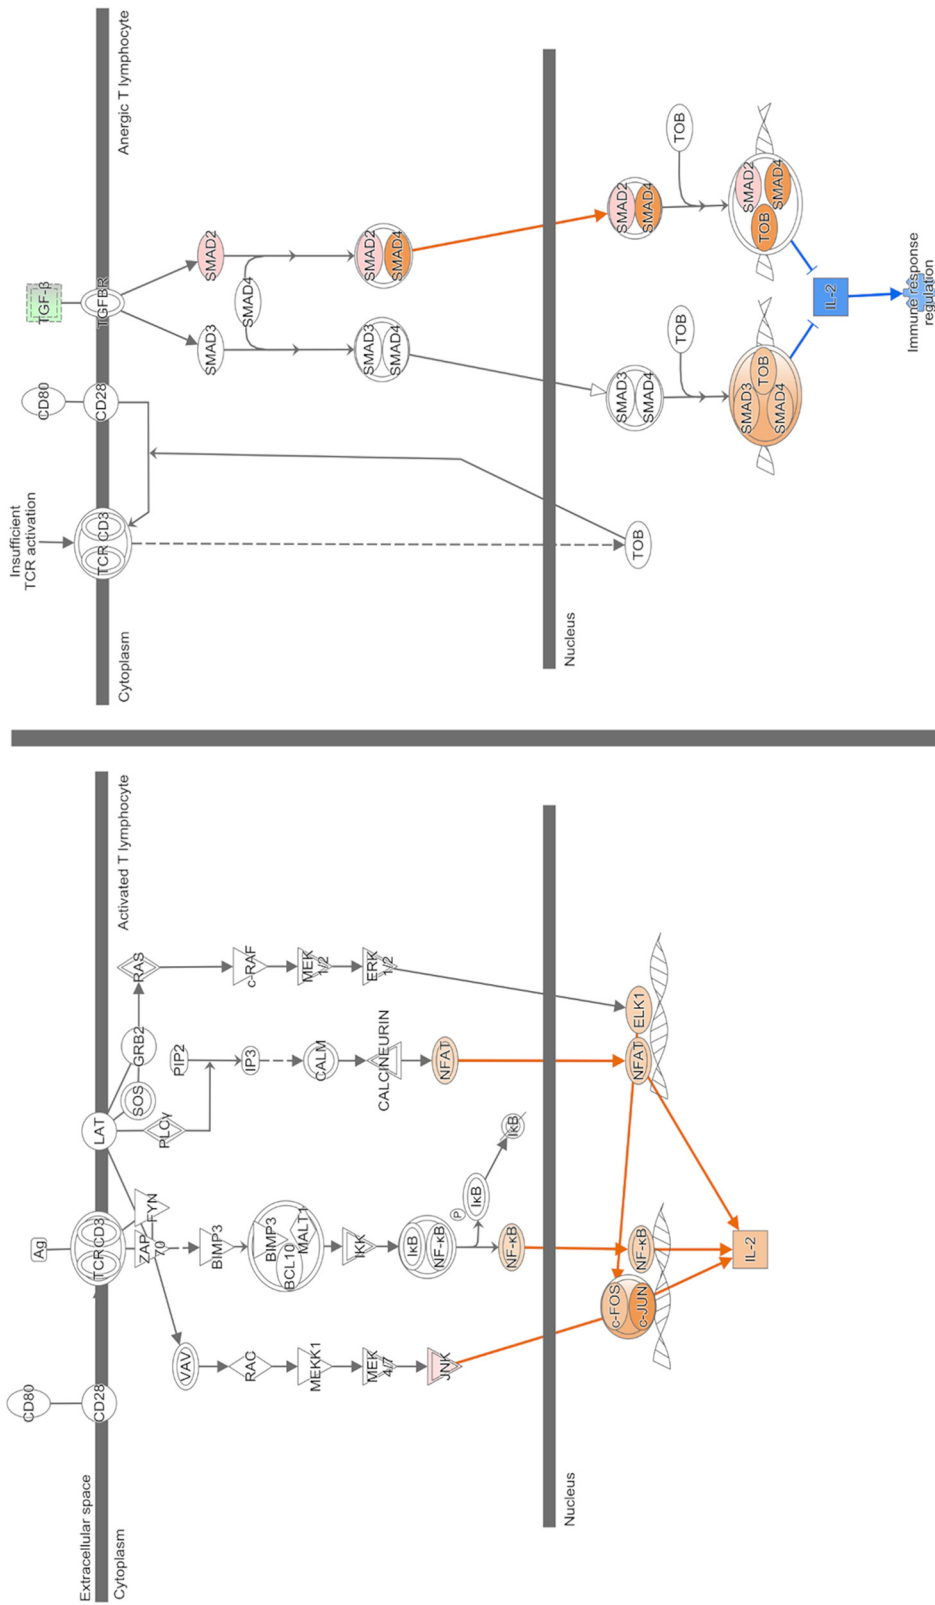 Extracellular space
Cytoplasm
CD80
CD28
Ag
TCR
CD3
LAT
Activated T lymphocyte
ZAP
70
FYN
SOS
GRB2
RAS
PLCγ
PIP2
IP3
VAV
RAC
MEKK1
MEK
4/7
JNK
BIMP3
BIMP3
BCL10
MALT1
IKK
IκB
NF-κB
P
IκB
IκB
NF-κB
CALM
CALCINEURIN
NFAT
c-RAF
MEK
1/2
ERK
1/2
Nucleus
c-FOS
c-JUN
NF-κB
NFAT
ELK1
IL-2
Cytoplasm
Insufficient
TCR activation
TCR
CD3
CD80
CD28
TGF-β
TGFBR
Anergic T lymphocyte
SMAD3
SMAD4
SMAD2
SMAD3
SMAD4
SMAD2
SMAD4
Nucleus
TOB
SMAD3
SMAD4
TOB
SMAD2
SMAD4
TOB
SMAD3
TOB
SMAD4
SMAD2
TOB
SMAD4
IL-2
Immune response
regulation